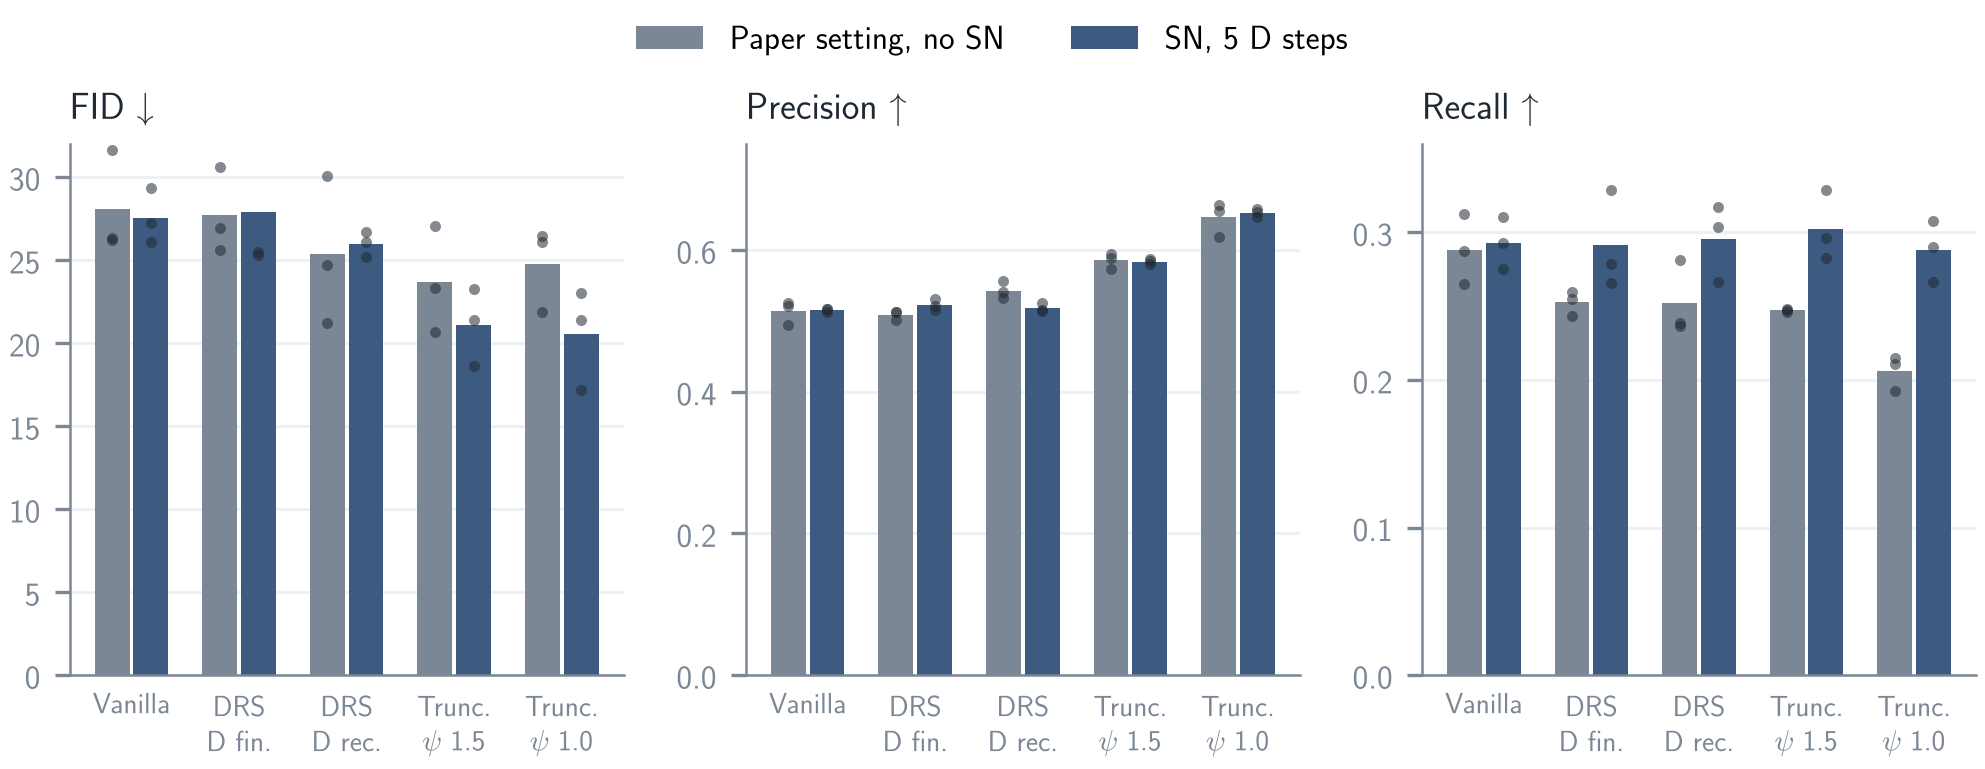 Paper setting, no SN
SN, 5 D steps
FID ↓
30
25
20
15
10
5
0
Vanilla
DRS
D fin.
DRS
D rec.
Trunc.
ψ 1.5
Trunc.
ψ 1.0
Precision ↑
0.6
0.4
0.2
0.0
Vanilla
DRS
D fin.
DRS
D rec.
Trunc.
ψ 1.5
Trunc.
ψ 1.0
Recall ↑
0.3
0.2
0.1
0.0
Vanilla
DRS
D fin.
DRS
D rec.
Trunc.
ψ 1.5
Trunc.
ψ 1.0